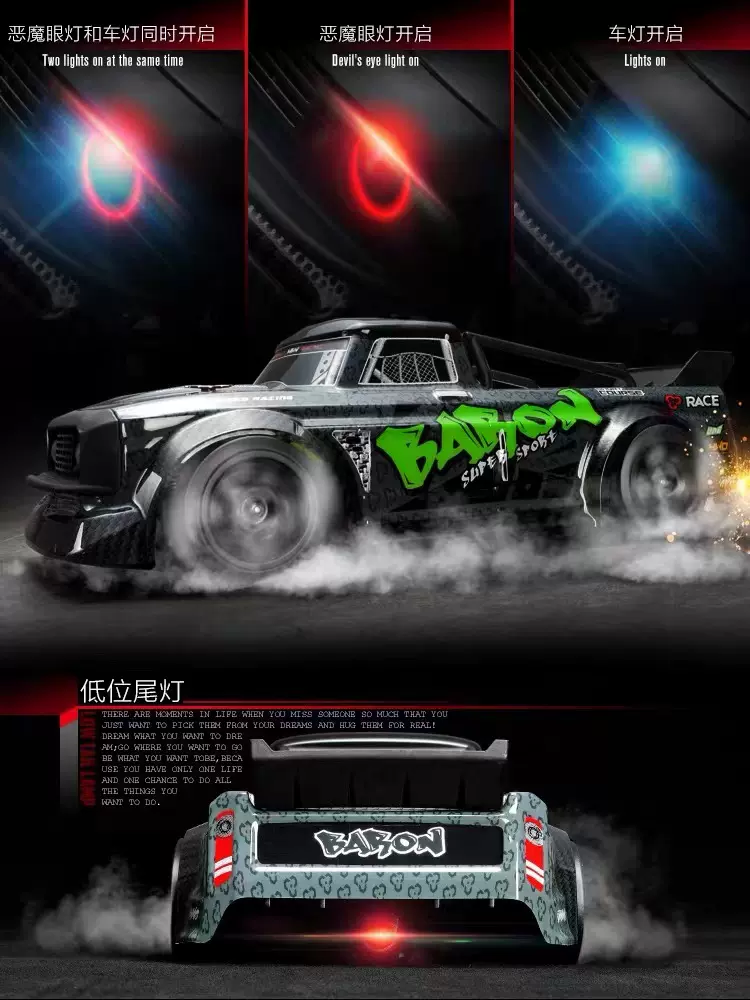 恶魔眼灯和车灯同时开启
Two lights on at the same time
恶魔眼灯开启
Devil's eye light on
车灯开启
Lights on
BARON
SUPER SPORT
COURSE
RACE
低位尾灯
LOW TAIL LAMP
THERE ARE MOMENTS IN LIFE WHEN YOU MISS SOMEONE SO MUCH THAT YOU
JUST WANT TO PICK THEM FROM YOUR DREAMS AND HUG THEM FOR REAL!
DREAM WHAT YOU WANT TO DRE
AM;GO WHERE YOU WANT TO GO
BE WHAT YOU WANT TOBE,BECA
USE YOU HAVE ONLY ONE LIFE
AND ONE CHANCE TO DO ALL
THE THINGS YOU
WANT TO DO.
BARON